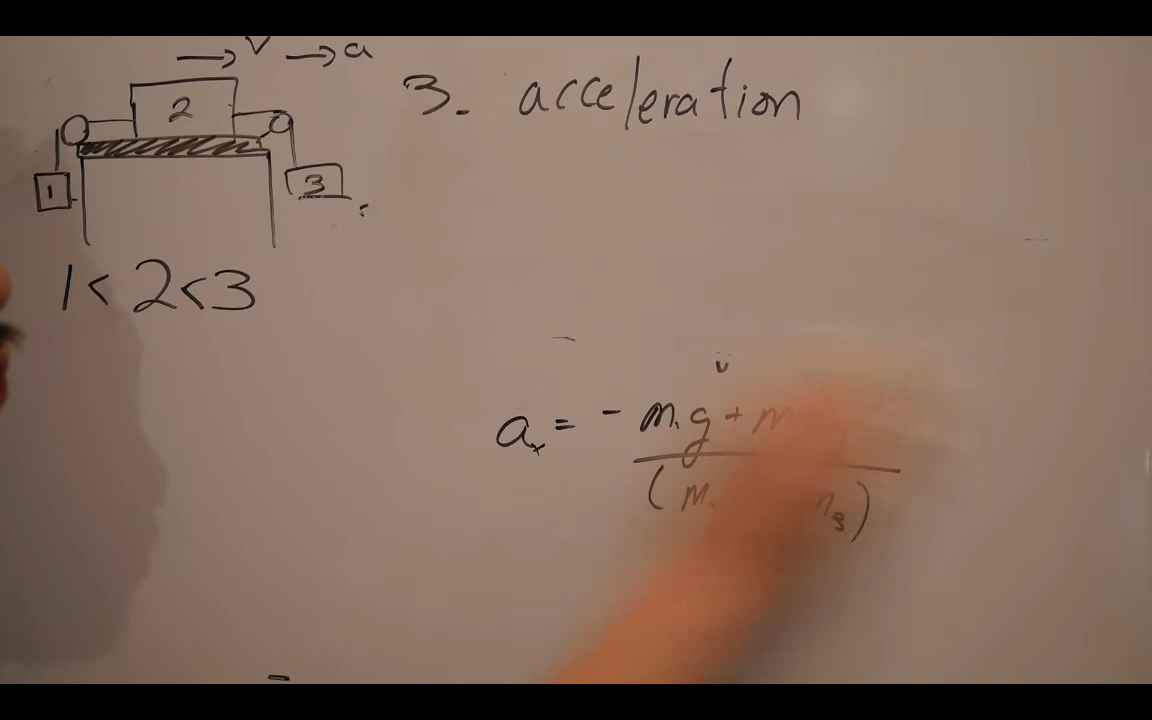 → v → a
3. acceleration
2
1
3
1 < 2 < 3
aₓ = - m₁g + m
(m₁ m₃)